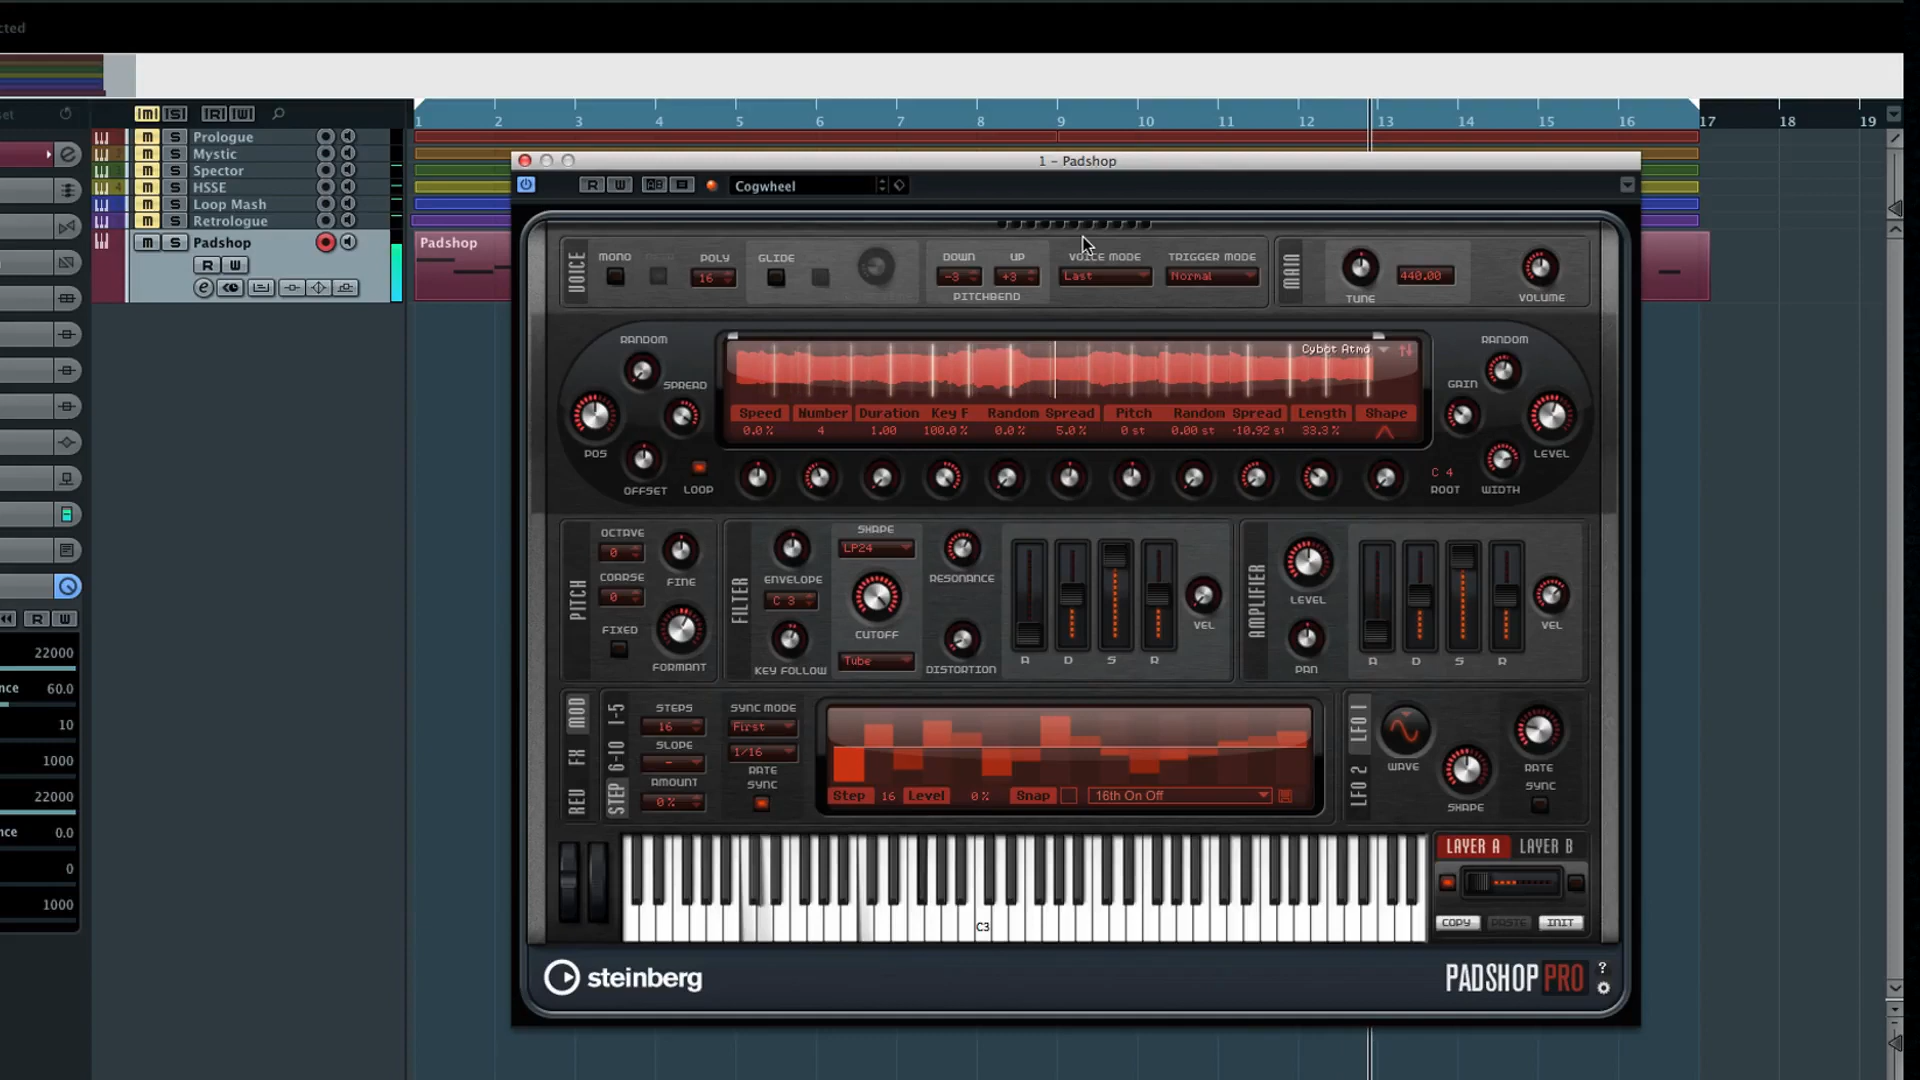 cted
1 2 3 4 5 6 7 8 9 10 11 12 13 14 15 16 17 18 19
set
M S R W
m S Prologue
m S Mystic
m S Spector
4 m S HSSE
m S Loop Mash
m S Retrologue
m S Padshop
R W
e
Padshop
1 - Padshop
R W Cogwheel
VOICE
MONO POLY GLIDE DOWN UP VOICE MODE TRIGGER MODE
16 -3 +3 Last Normal
PITCHBEND
MAIN
440.00
TUNE VOLUME
RANDOM SPREAD POS OFFSET LOOP
Cybot Atmo
Speed Number Duration Key F Random Spread Pitch Random Spread Length Shape
0.0 % 4 1.00 100.0 % 0.0 % 5.0 % 0 st 0.00 st -10.92 st 33.3 %
RANDOM GAIN LEVEL WIDTH
C 4
ROOT
PITCH
OCTAVE
0
COARSE
0
FINE
FIXED
FORMANT
FILTER
ENVELOPE
C 3
KEY FOLLOW
SHAPE
LP24
CUTOFF
Tube
RESONANCE
DISTORTION
A D S R
VEL
AMPLIFIER
LEVEL
PAN
A D S R
VEL
MOD
FX
REV
1-5
6-10
STEP
STEPS
16
SLOPE
-
AMOUNT
0 %
SYNC MODE
First
1/16
RATE
SYNC
Step 16 Level 0 % Snap 16th On Off
LFO 1
LFO 2
WAVE
SHAPE
RATE
SYNC
C3
LAYER A LAYER B
COPY PASTE INIT
steinberg
PADSHOP PRO ?
R W
22000
nce 60.0
10
1000
22000
nce 0.0
0
1000